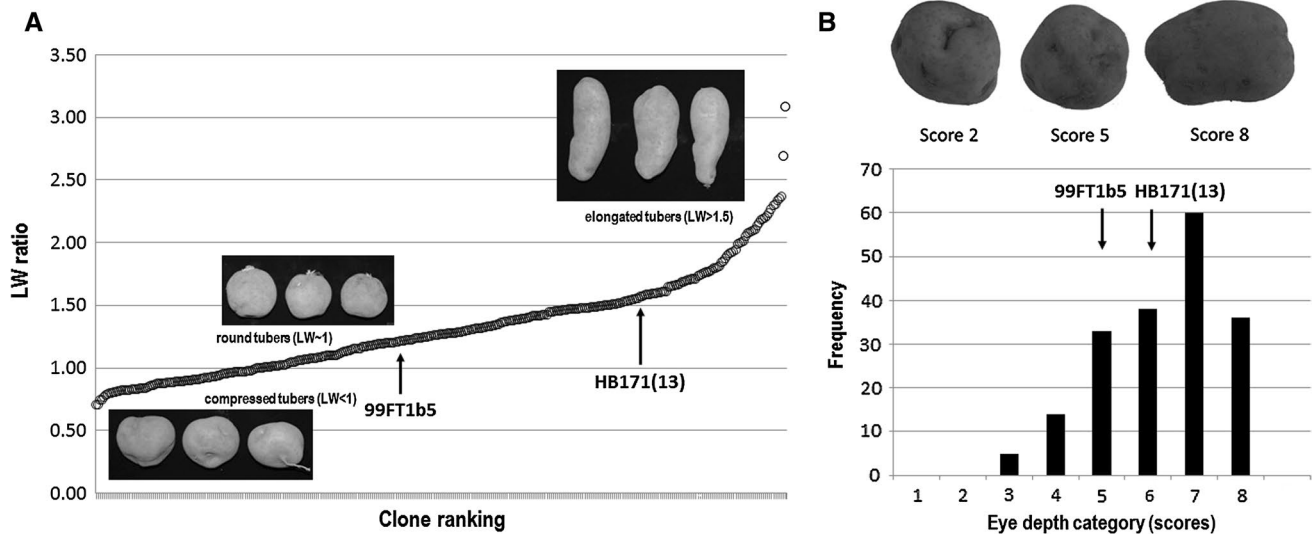 A
3.50
3.00
2.50
2.00
1.50
1.00
0.50
0.00
LW ratio
elongated tubers (LW>1.5)
round tubers (LW~1)
compressed tubers (LW<1)
99FT1b5
HB171(13)
Clone ranking
B
Score 2 Score 5 Score 8
70
60
50
40
30
20
10
0
Frequency
99FT1b5 HB171(13)
1 2 3 4 5 6 7 8
Eye depth category (scores)